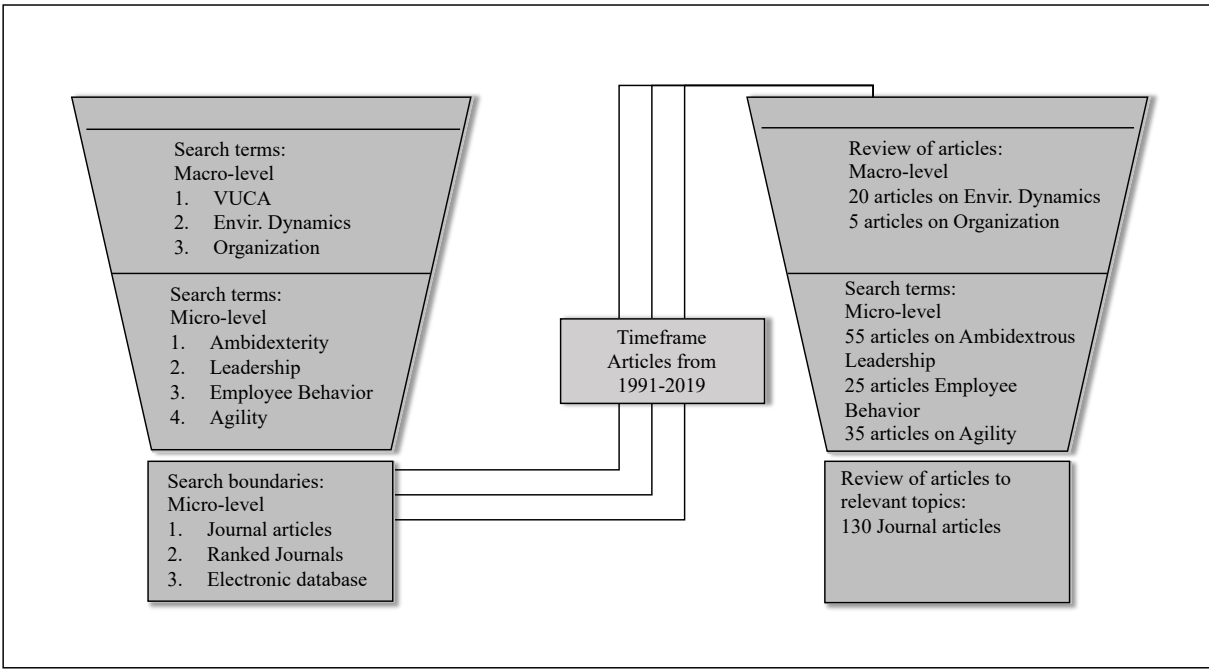 Search terms:
Macro-level
1. VUCA
2. Envir. Dynamics
3. Organization
Search terms:
Micro-level
1. Ambidexterity
2. Leadership
3. Employee Behavior
4. Agility
Search boundaries:
Micro-level
1. Journal articles
2. Ranked Journals
3. Electronic database
Timeframe
Articles from
1991-2019
Review of articles:
Macro-level
20 articles on Envir. Dynamics
5 articles on Organization
Search terms:
Micro-level
55 articles on Ambidextrous
Leadership
25 articles Employee
Behavior
35 articles on Agility
Review of articles to
relevant topics:
130 Journal articles